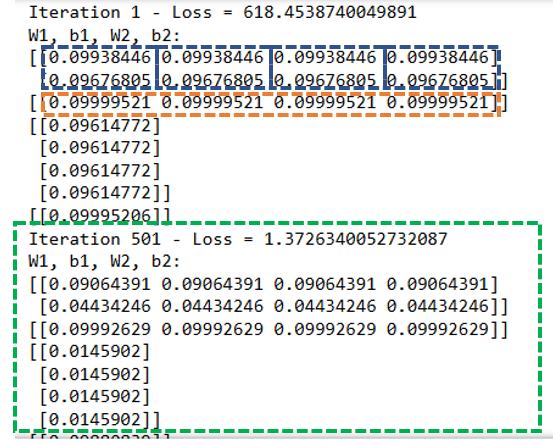 Iteration 1 - Loss = 618.4538740049891
W1, b1, W2, b2:
[[0.09938446 0.09938446 0.09938446 0.09938446]
[0.09676805 0.09676805 0.09676805 0.09676805]]
[[0.09999521 0.09999521 0.09999521 0.09999521]]
[[0.09614772]
[0.09614772]
[0.09614772]
[0.09614772]]
[[0.09995206]]
Iteration 501 - Loss = 1.3726340052732087
W1, b1, W2, b2:
[[0.09064391 0.09064391 0.09064391 0.09064391]
[0.04434246 0.04434246 0.04434246 0.04434246]]
[[0.09992629 0.09992629 0.09992629 0.09992629]]
[[0.0145902]
[0.0145902]
[0.0145902]
[0.0145902]]